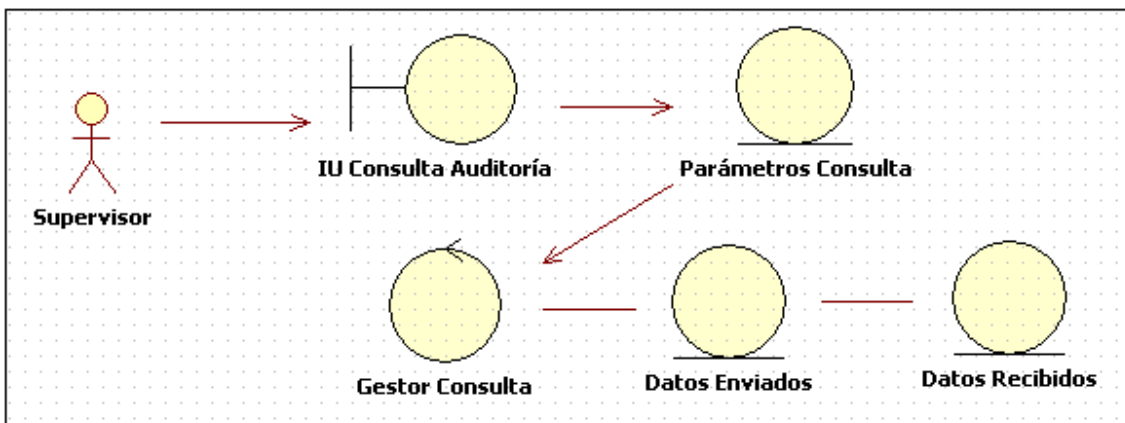 IU Consulta Auditoría
Parámetros Consulta
Supervisor
Gestor Consulta
Datos Enviados
Datos Recibidos